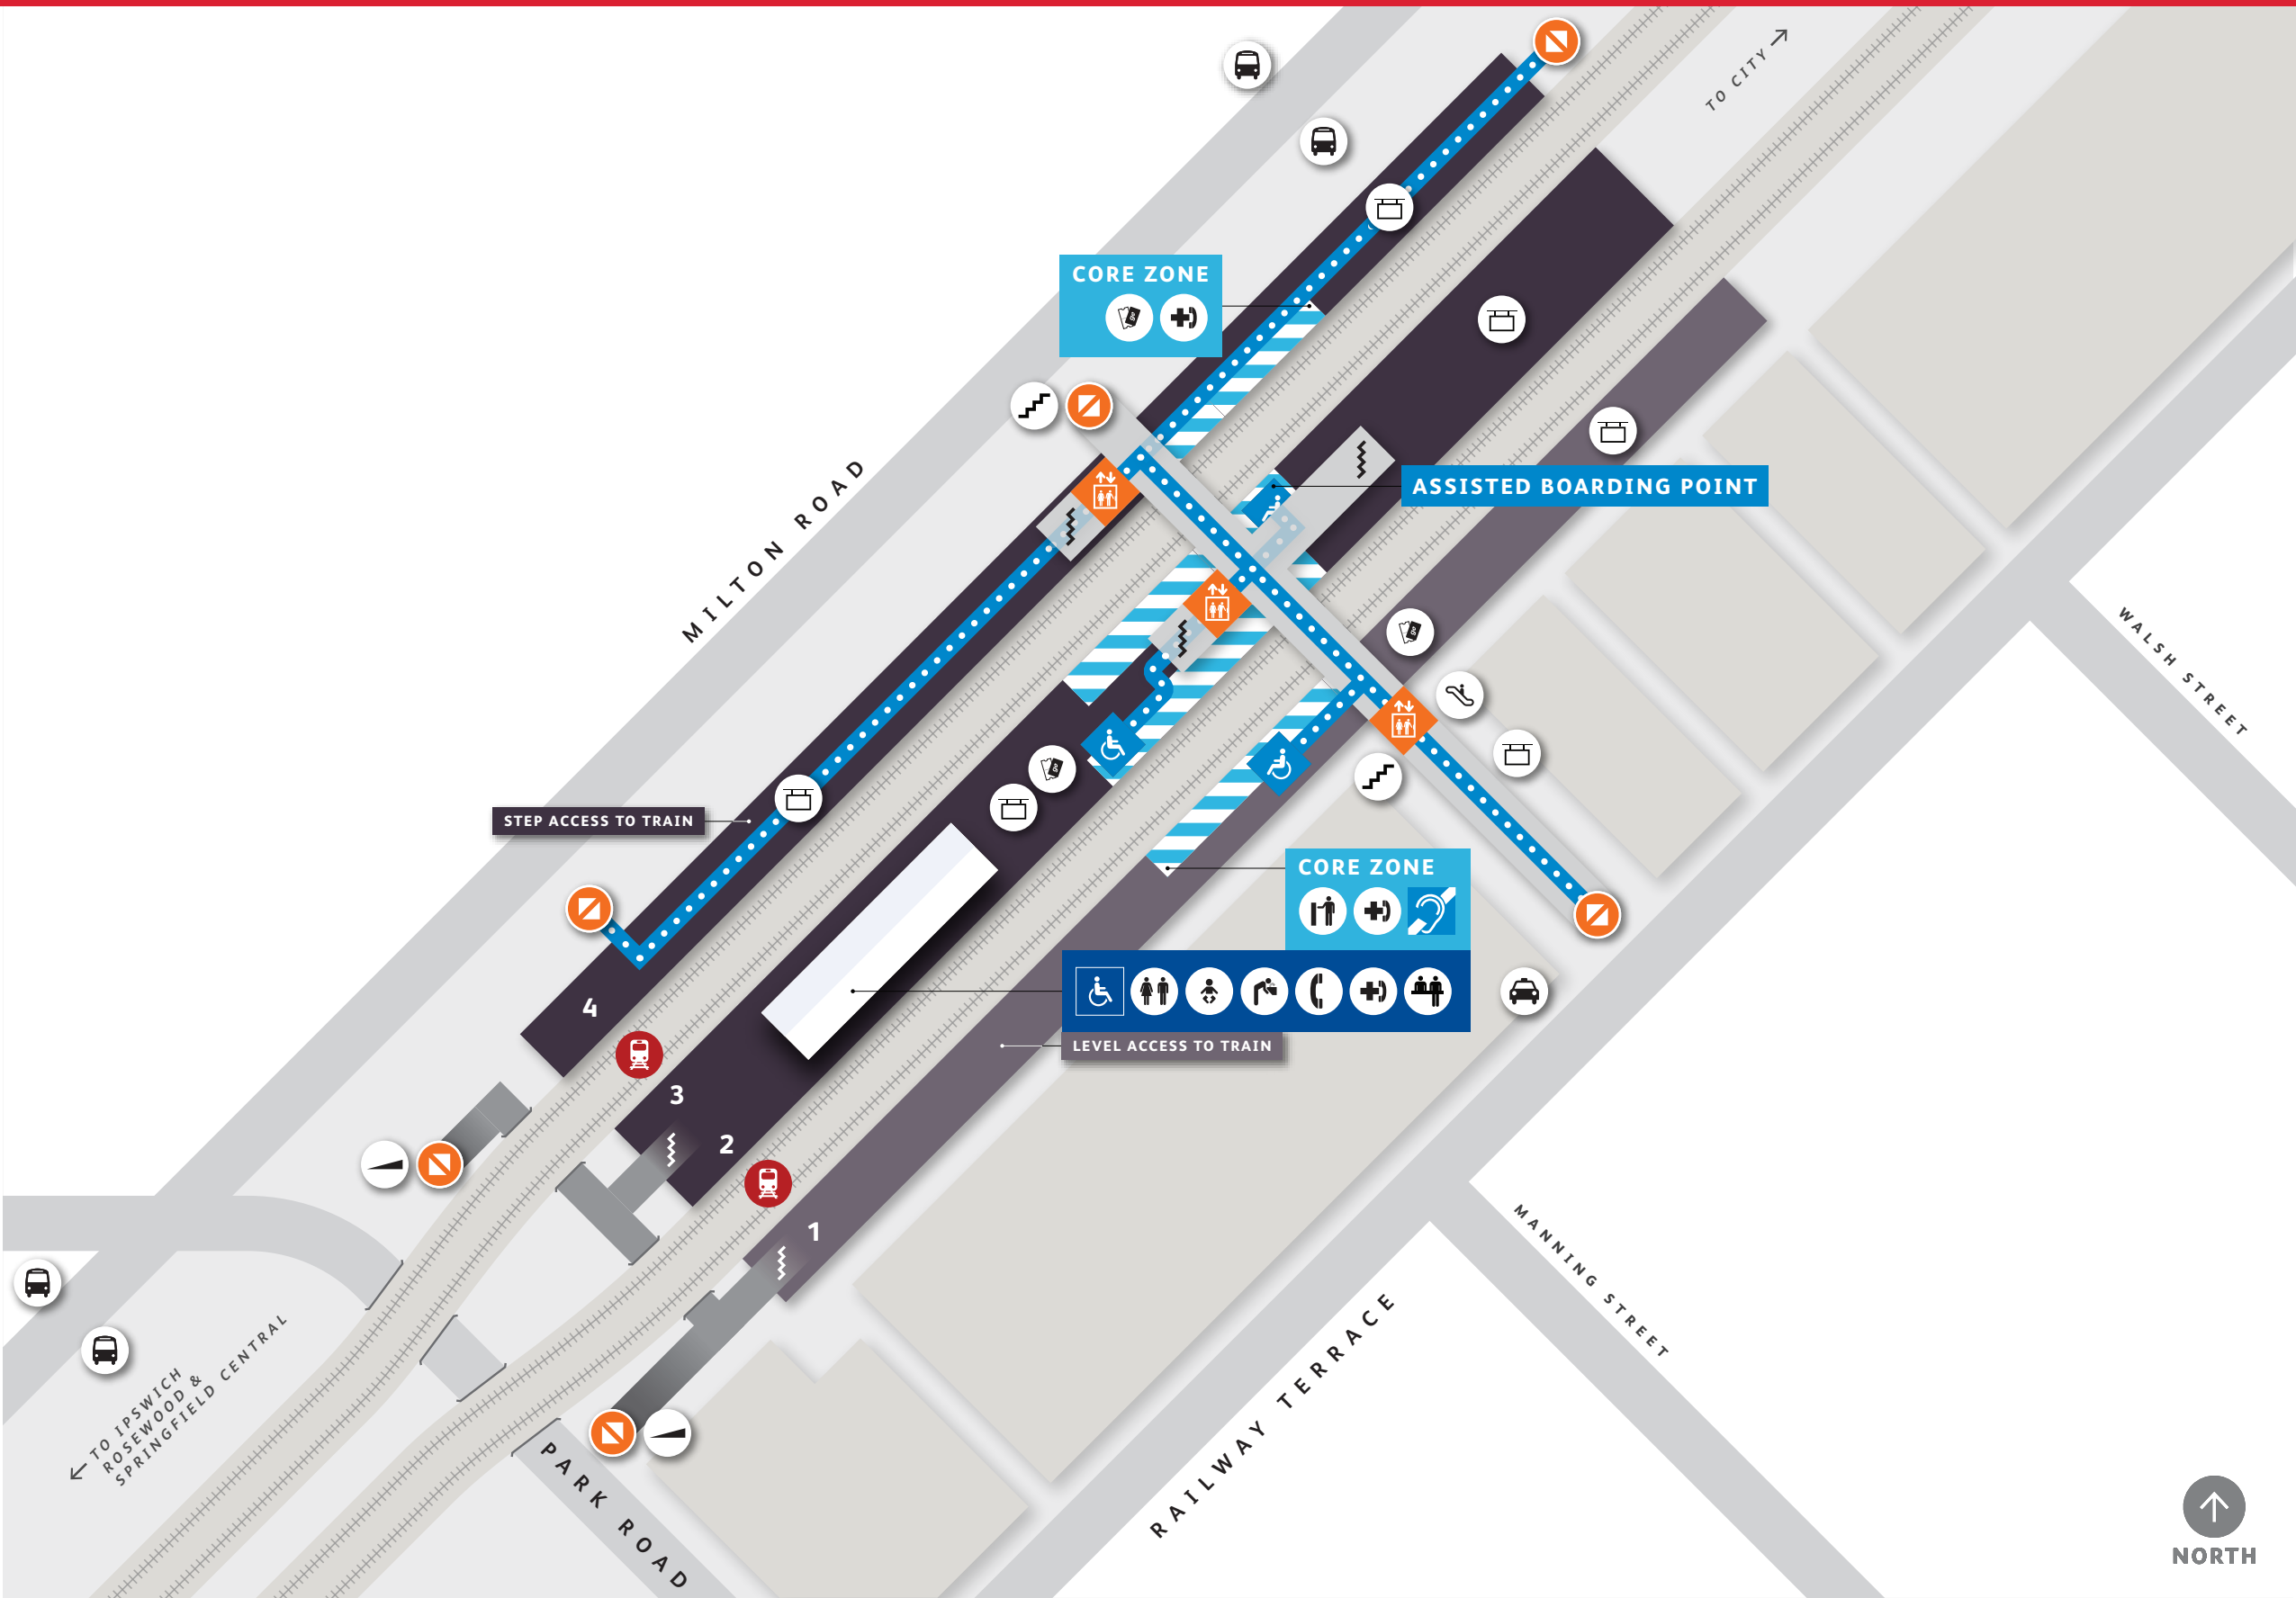 TO CITY
CORE ZONE
MILTON ROAD
ASSISTED BOARDING POINT
WALSH STREET
STEP ACCESS TO TRAIN
CORE ZONE
4
LEVEL ACCESS TO TRAIN
3
2
1
MANNING STREET
TO IPSWICH
ROSEWOOD &
SPRINGFIELD CENTRAL
RAILWAY TERRACE
PARK ROAD
NORTH